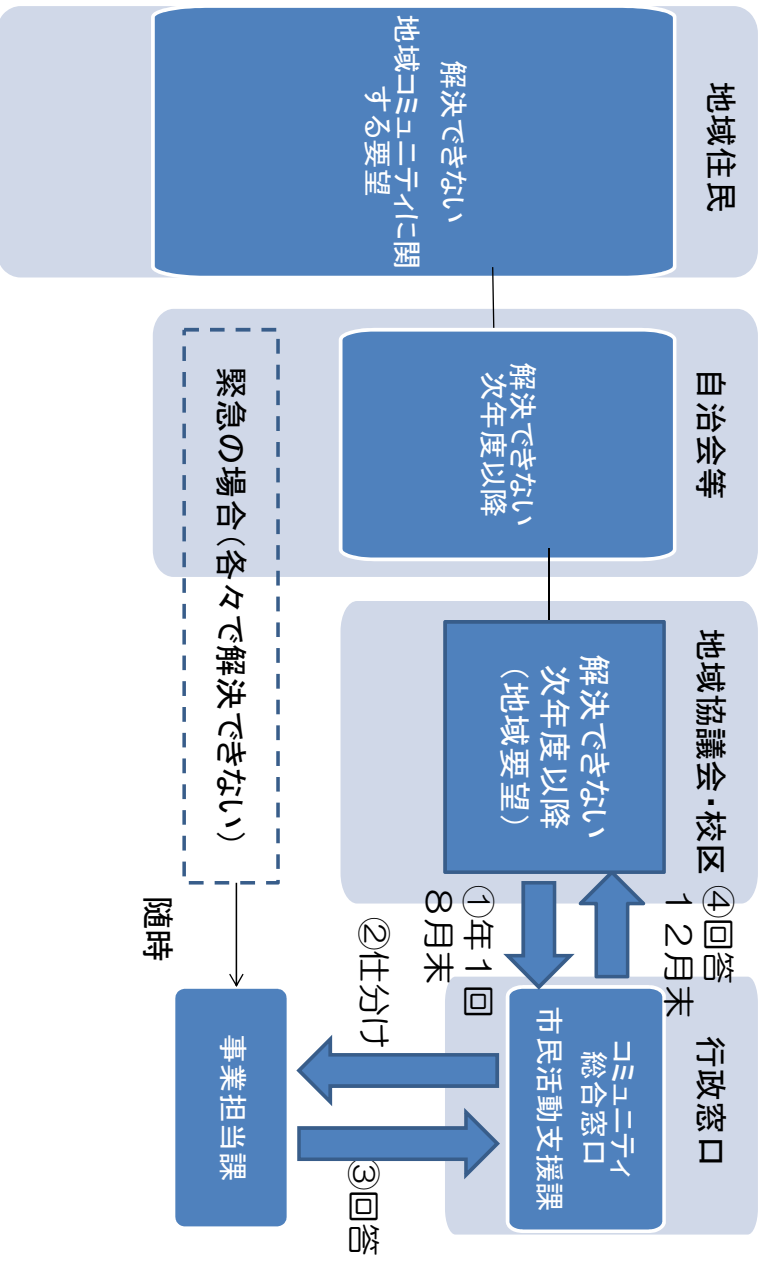 地域住民
解決できない
地域コミュニティに関
する要望
自治会等
解決できない
次年度以降
緊急の場合（各々で解決できない）
地域協議会・校区
解決できない
次年度以降
（地域要望）
④回答
１２月末
①年１回
８月末
②仕分け
③回答
随時
行政窓口
コミュニティ
総合窓口
市民活動支援課
事業担当課